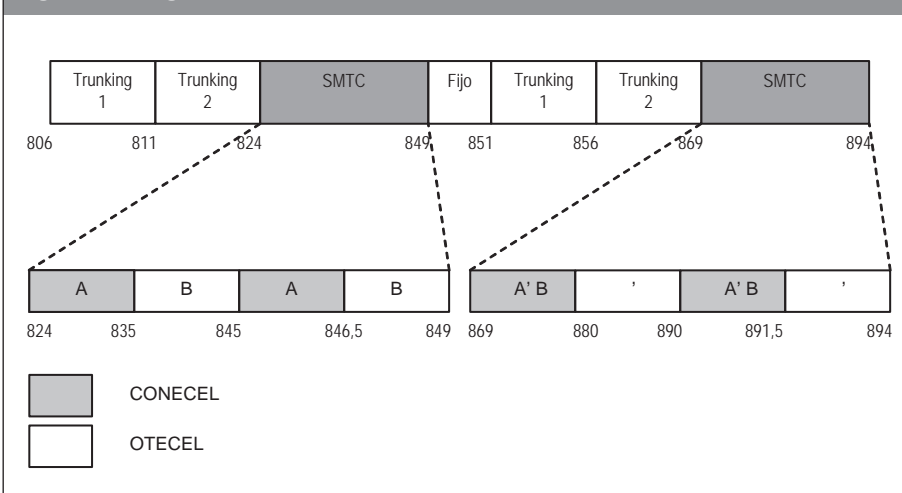 Trunking 1
Trunking 2
SMTC
Fijo
Trunking 1
Trunking 2
SMTC
806 811 824 849 851 856 869 894
A B A B
A' B ' A' B '
824 835 845 846,5 849 869 880 890 891,5 894
CONECEL
OTECEL